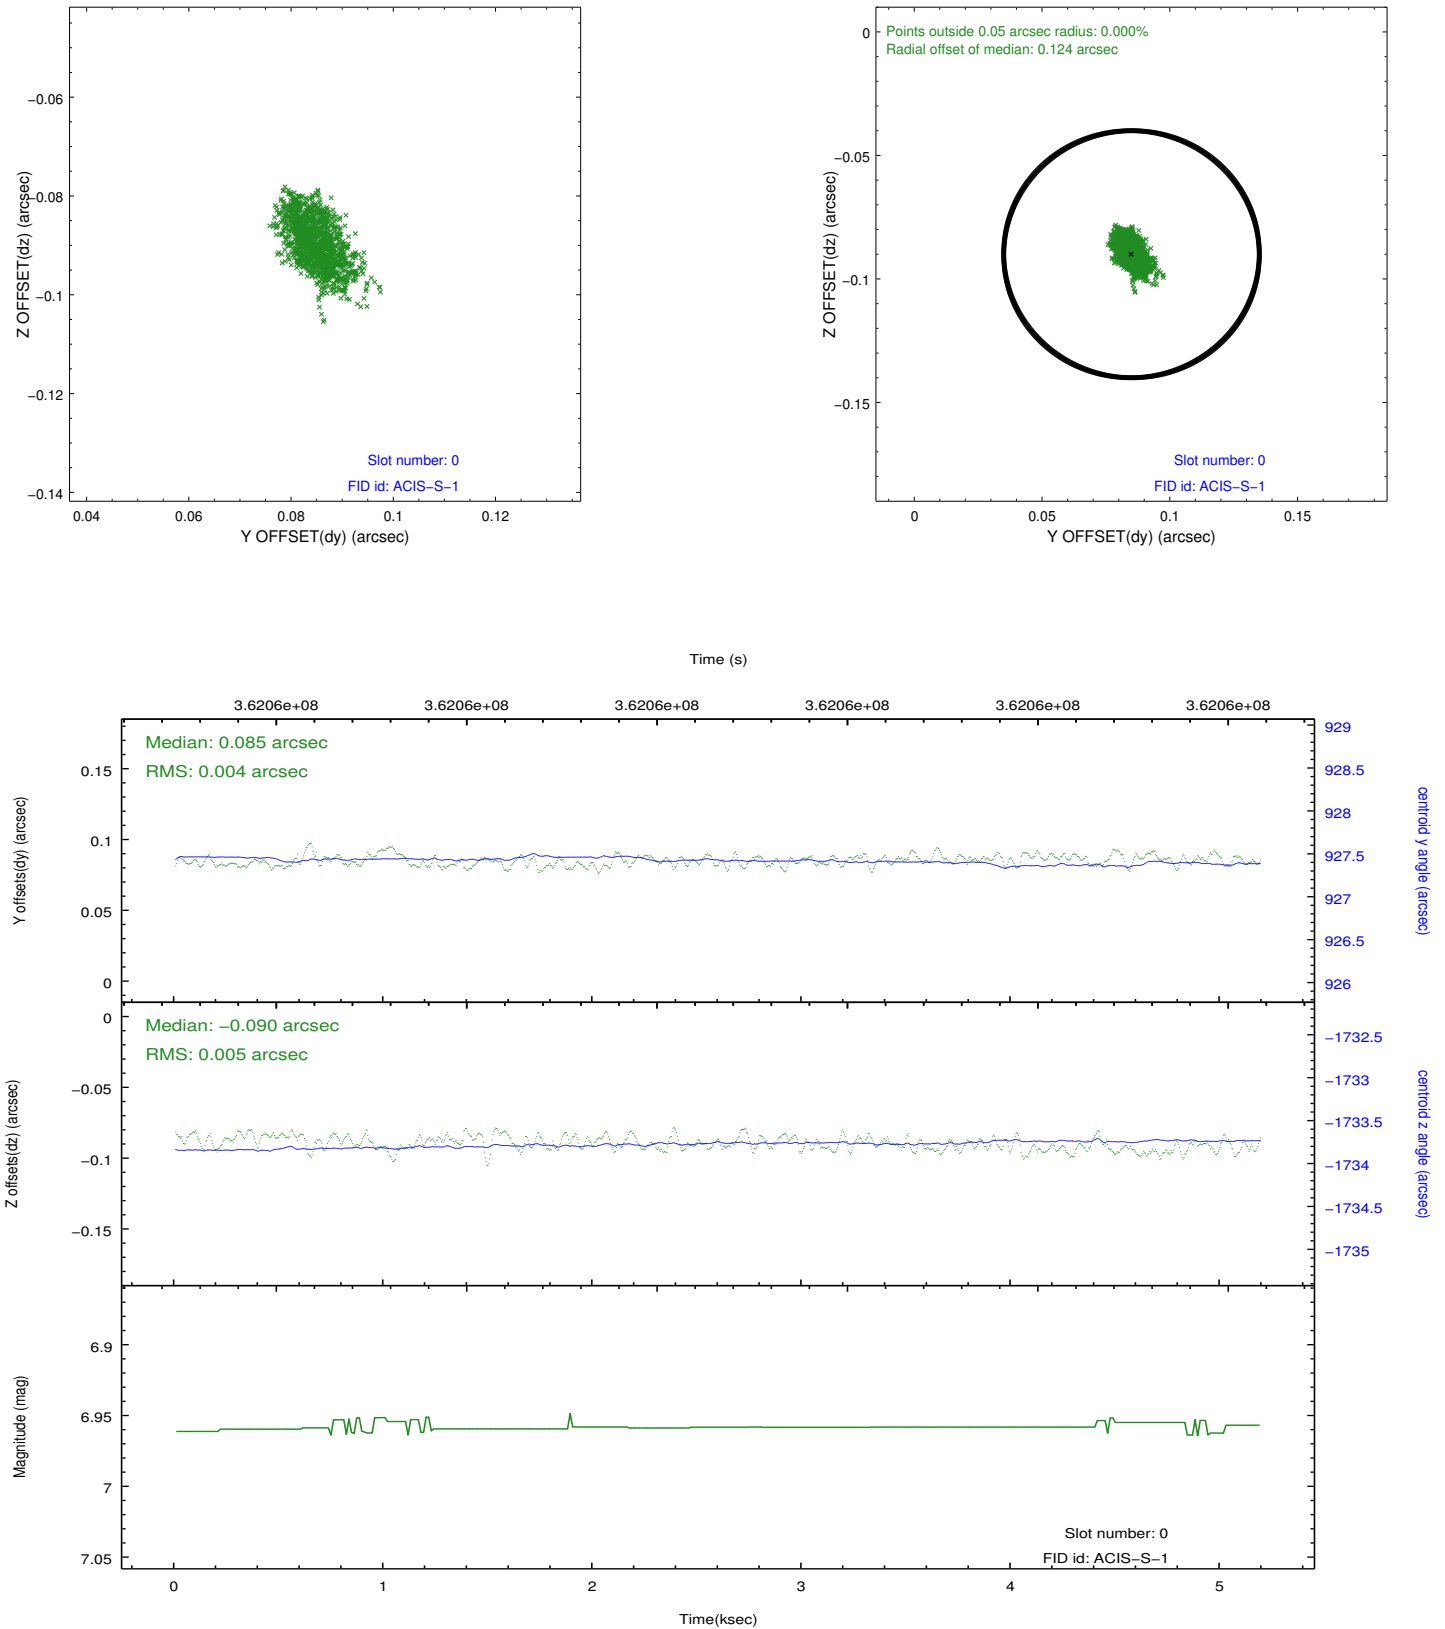 −0.06
−0.08
−0.1
−0.12
−0.14
Z OFFSET(dz) (arcsec)
Slot number: 0
FID id: ACIS−S−1
0.04 0.06 0.08 0.1 0.12
Y OFFSET(dy) (arcsec)
Points outside 0.05 arcsec radius: 0.000%
Radial offset of median: 0.124 arcsec
0
−0.05
−0.1
−0.15
Z OFFSET(dz) (arcsec)
Slot number: 0
FID id: ACIS−S−1
0 0.05 0.1 0.15
Y OFFSET(dy) (arcsec)
Time (s)
3.6206e+08 3.6206e+08 3.6206e+08 3.6206e+08 3.6206e+08 3.6206e+08
Median: 0.085 arcsec
RMS: 0.004 arcsec
0.15
0.1
0.05
0
Y offsets(dy) (arcsec)
929
928.5
928
927.5
927
926.5
926
centroid y angle (arcsec)
Median: −0.090 arcsec
RMS: 0.005 arcsec
0
−0.05
−0.1
−0.15
Z offsets(dz) (arcsec)
−1732.5
−1733
−1733.5
−1734
−1734.5
−1735
centroid z angle (arcsec)
6.9
6.95
7
7.05
Magnitude (mag)
Slot number: 0
FID id: ACIS−S−1
0 1 2 3 4 5
Time(ksec)